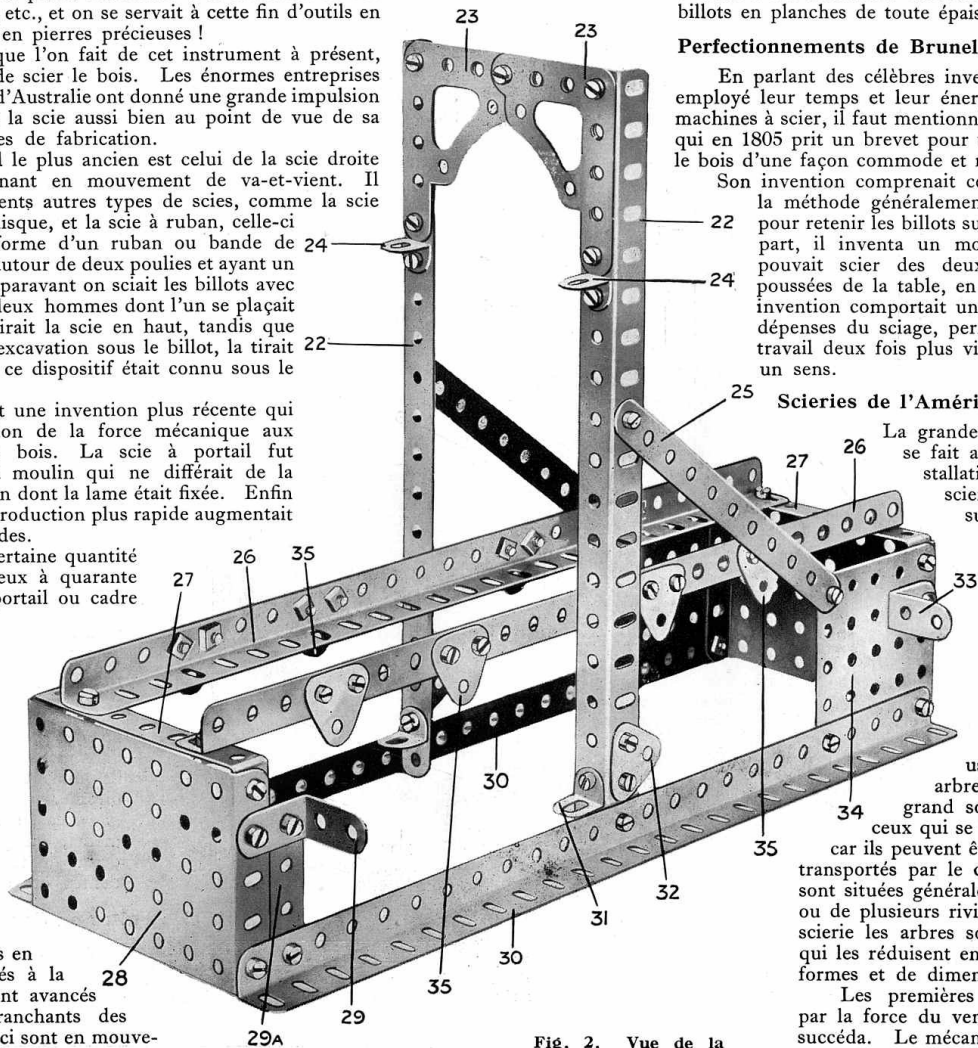 etc., et on se servait à cette fin d'outils en
en pierres précieuses !
que l'on fait de cet instrument à présent,
de scier le bois. Les énormes entreprises
d'Australie ont donné une grande impulsion
la scie aussi bien au point de vue de sa
es de fabrication.
l le plus ancien est celui de la scie droite
nant en mouvement de va-et-vient. Il
ents autres types de scies, comme la scie
isque, et la scie à ruban, celle-ci
forme d'un ruban ou bande de
autour de deux poulies et ayant un
paravant on sciait les billots avec
deux hommes dont l'un se plaçait
irait la scie en haut, tandis que
excavation sous le billot, la tirait
ce dispositif était connu sous le
t une invention plus récente qui
on de la force mécanique aux
bois. La scie à portail fut
moulin qui ne différait de la
n dont la lame était fixée. Enfin
roduction plus rapide augmentait
des.
ertaine quantité
eux à quarante
portail ou cadre
s en
és à la
nt avancés
ranchants des
ci sont en mouve-
23
23
22
24
24
22
25
26
27
33
26
35
27
30
34
35
32
31
30
35
29
29A
28
Fig. 2. Vue de la
billots en planches de toute épais
Perfectionnements de Brunel
En parlant des célèbres inve
employé leur temps et leur éner
machines à scier, il faut mentionn
qui en 1805 prit un brevet pour
le bois d'une façon commode et
Son invention comprenait c
la méthode généralemen
pour retenir les billots su
part, il inventa un mo
pouvait scier des deux
poussées de la table, en
invention comportait un
dépenses du sciage, per
travail deux fois plus vi
un sens.
Scieries de l'Améri
La grande
se fait a
stallati
scie
su
us
arbre
grand so
ceux qui se
car ils peuvent ê
transportés par le c
sont situées général
ou de plusieurs rivi
scierie les arbres so
qui les réduisent en
formes et de dimen
Les premières
par la force du ven
succéda. Le mécan